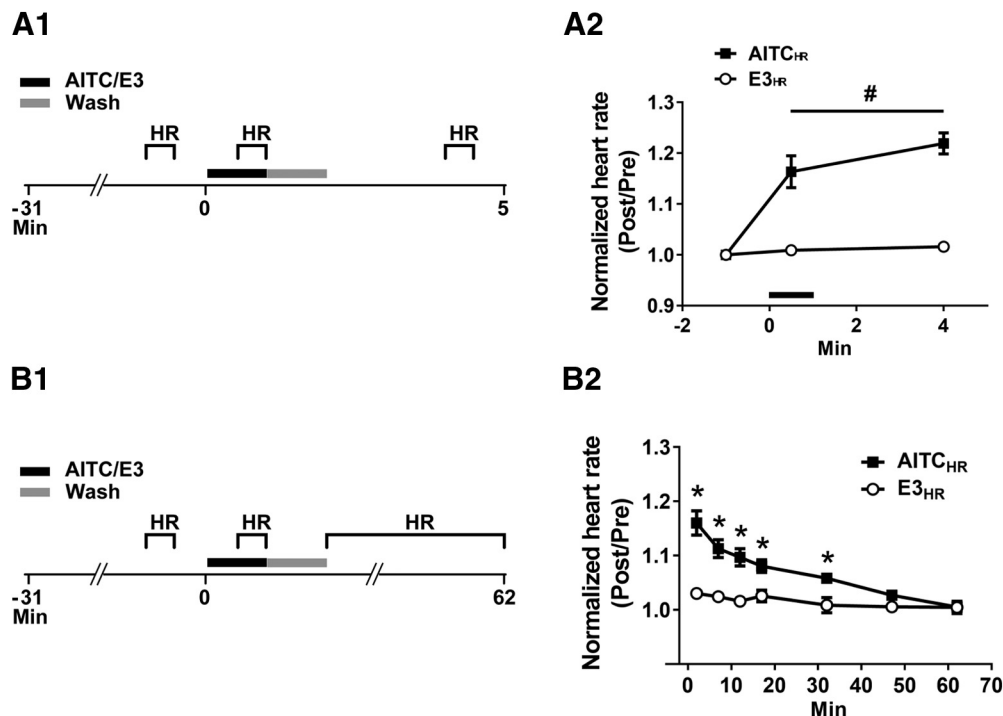 A1
AITC/E3
Wash
HR HR HR
-31 0 5
Min
A2
AITCHR
E3HR
#
Normalized heart rate
(Post/Pre)
1.3
1.2
1.1
1.0
0.9
-2 0 2 4
Min
B1
AITC/E3
Wash
HR HR HR
-31 0 62
Min
B2
AITCHR
E3HR
* * * * *
Normalized heart rate
(Post/Pre)
1.3
1.2
1.1
1.0
0 10 20 30 40 50 60 70
Min